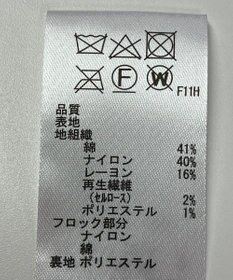 F W F11H
品質
表地
地組織
綿 41%
ナイロン 40%
レーヨン 16%
再生繊維
(セルロース) 2%
ポリエステル 1%
フロック部分
ナイロン
綿
裏地 ポリエステル